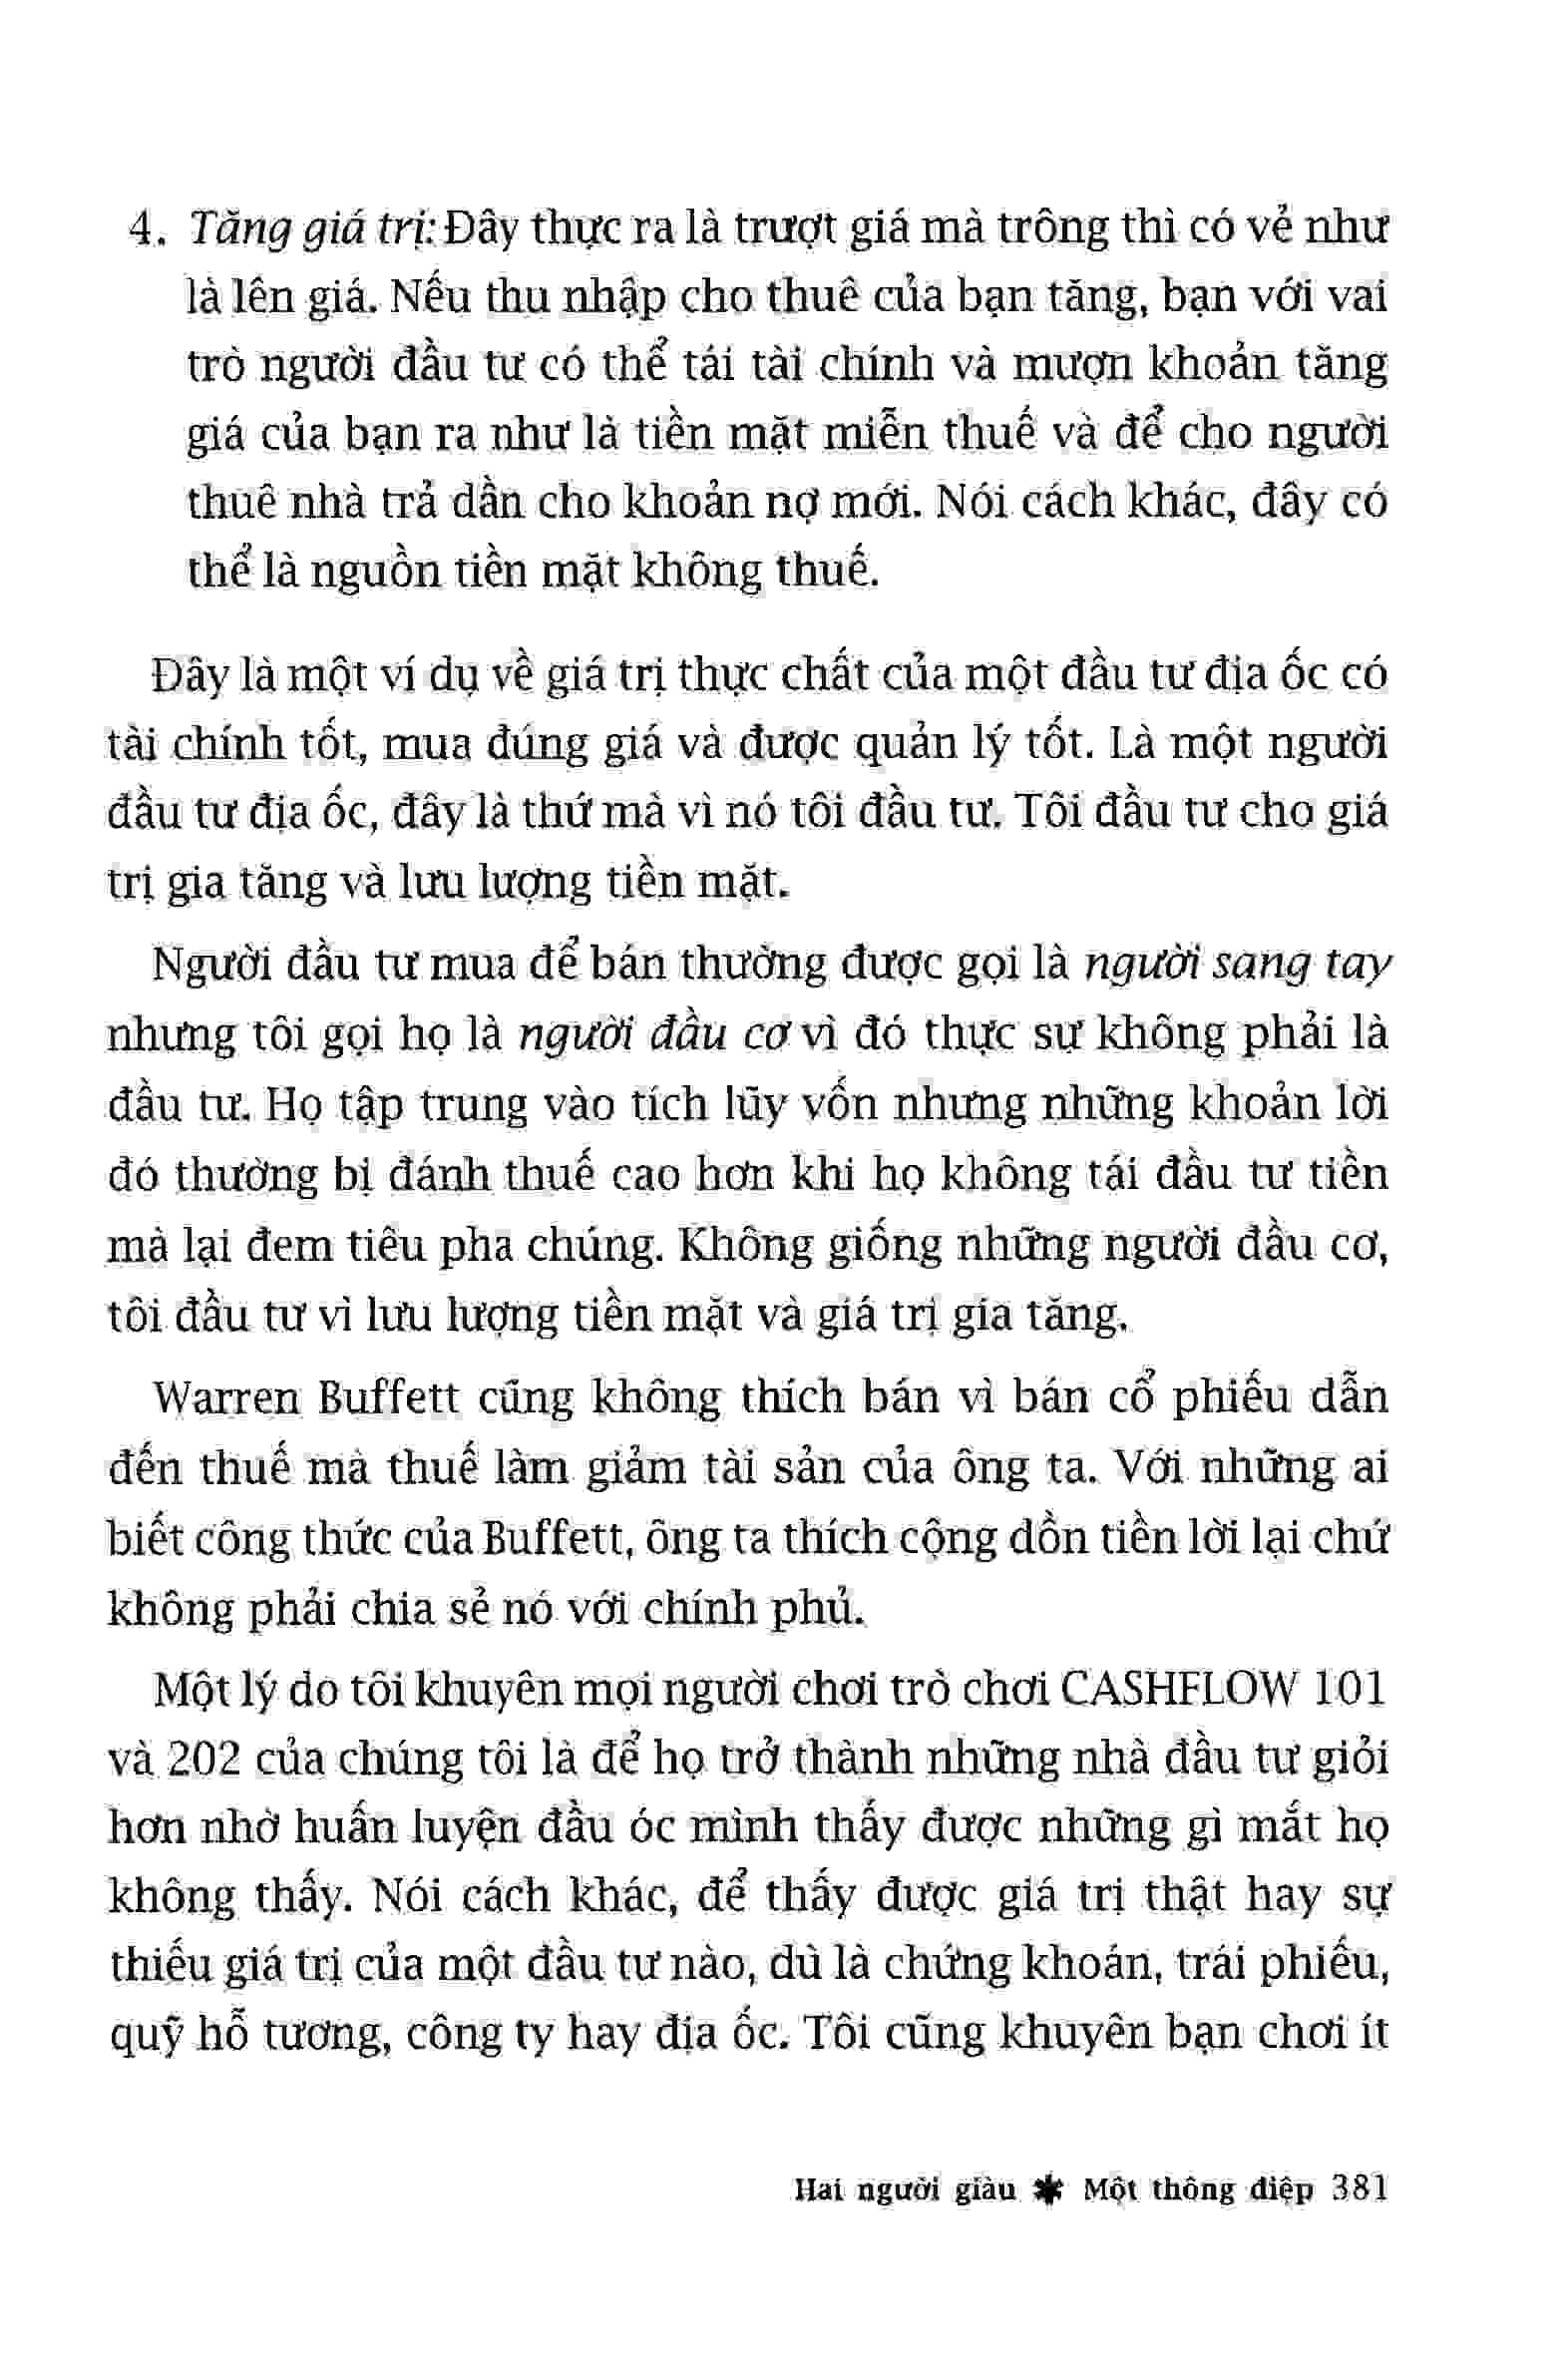 4. Tăng giá trị: Đây thực ra là trượt giá mà trông thì có vẻ như
là lên giá. Nếu thu nhập cho thuê của bạn tăng, bạn với vai
trò người đầu tư có thể tái tài chính và mượn khoản tăng
giá của bạn ra như là tiền mặt miễn thuế và để cho người
thuê nhà trả dần cho khoản nợ mới. Nói cách khác, đây có
thể là nguồn tiền mặt không thuế.
Đây là một ví dụ về giá trị thực chất của một đầu tư địa ốc có
tài chính tốt, mua đúng giá và được quản lý tốt. Là một người
đầu tư địa ốc, đây là thứ mà vì nó tôi đầu tư. Tôi đầu tư cho giá
trị gia tăng và lưu lượng tiền mặt.
Người đầu tư mua để bán thường được gọi là người sang tay
nhưng tôi gọi họ là người đầu cơ vì đó thực sự không phải là
đầu tư. Họ tập trung vào tích lũy vốn nhưng những khoản lời
đó thường bị đánh thuế cao hơn khi họ không tái đầu tư tiền
mà lại đem tiêu pha chúng. Không giống những người đầu cơ,
tôi đầu tư vì lưu lượng tiền mặt và giá trị gia tăng.
Warren Buffett cũng không thích bán vì bán cổ phiếu dẫn
đến thuế mà thuế làm giảm tài sản của ông ta. Với những ai
biết công thức của Buffett, ông ta thích cộng dồn tiền lời lại chứ
không phải chia sẻ nó với chính phủ.
Một lý do tôi khuyên mọi người chơi trò chơi CASHFLOW 101
và 202 của chúng tôi là để họ trở thành những nhà đầu tư giỏi
hơn nhờ huấn luyện đầu óc mình thấy được những gì mắt họ
không thấy. Nói cách khác, để thấy được giá trị thật hay sự
thiếu giá trị của một đầu tư nào, dù là chứng khoán, trái phiếu,
quỹ hỗ tương, công ty hay địa ốc. Tôi cũng khuyên bạn chơi ít
Hai người giàu ✱ Một thông điệp 381